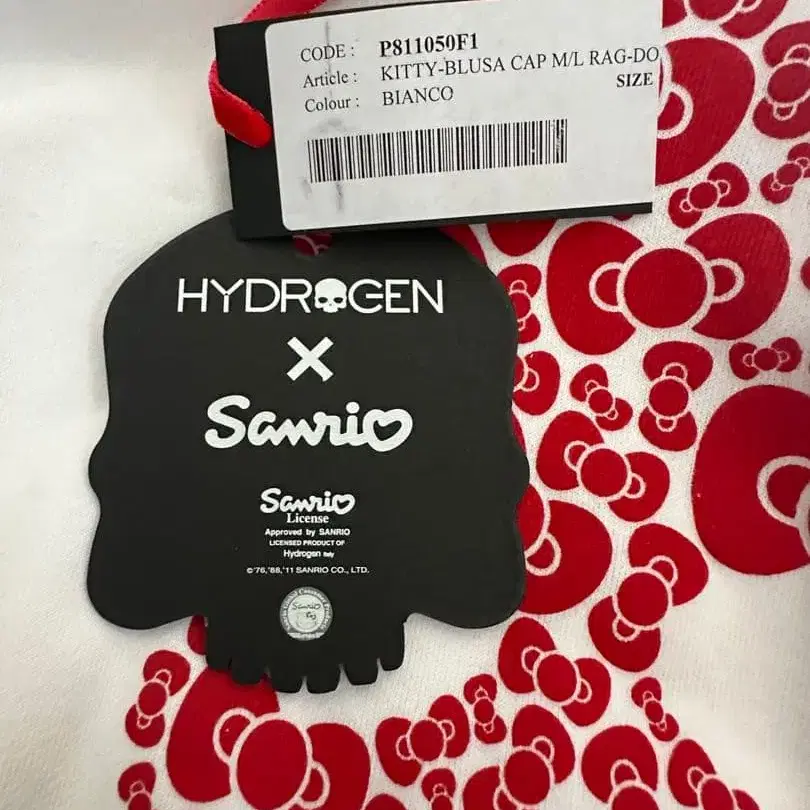 CODE : P811050F1
Article : KITTY-BLUSA CAP M/L RAG-DO
SIZE
Colour : BIANCO
HYDROGEN
×
Sanrio
Sanrio
License
Approved by SANRIO
LICENSED PRODUCT OF
Hydrogen Italy
©'76,'88,'11 SANRIO CO., LTD.
Sanrio